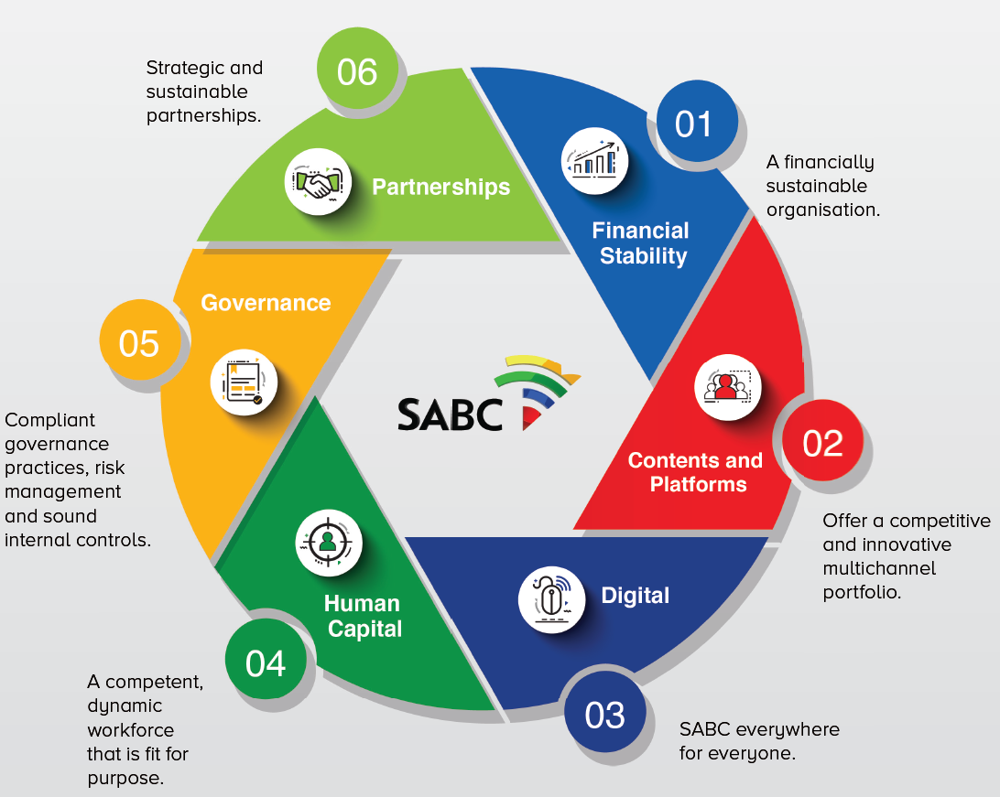 01
Financial
Stability
A financially
sustainable
organisation.
02
Contents and
Platforms
Offer a competitive
and innovative
multichannel
portfolio.
03
Digital
SABC everywhere
for everyone.
04
Human
Capital
A competent,
dynamic
workforce
that is fit for
purpose.
05
Governance
Compliant
governance
practices, risk
management
and sound
internal controls.
06
Partnerships
Strategic and
sustainable
partnerships.
SABC